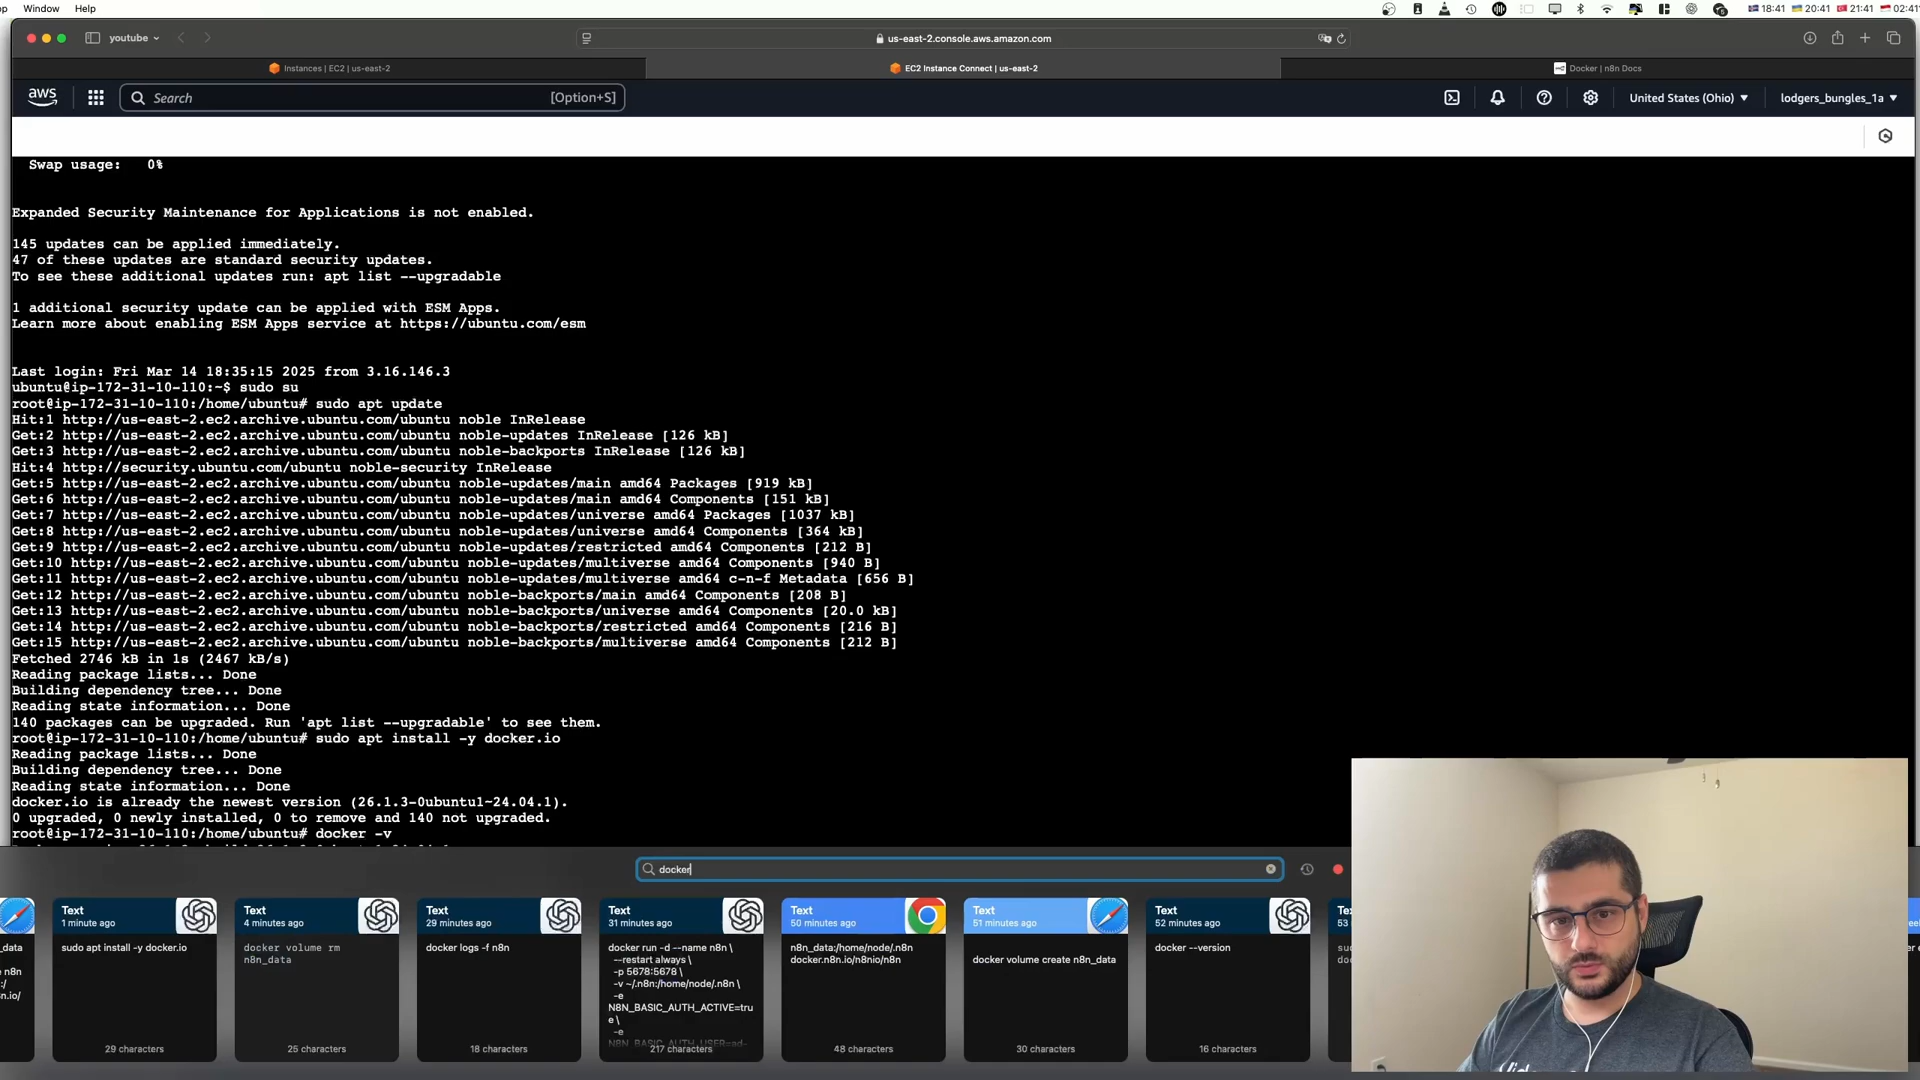 Window Help
18:41 20:41 21:41 02:41
youtube
us-east-2.console.aws.amazon.com
Instances | EC2 | us-east-2
EC2 Instance Connect | us-east-2
Docker | n8n Docs
aws
Search [Option+S]
United States (Ohio)
lodgers_bungles_1a
Swap usage: 0%
Expanded Security Maintenance for Applications is not enabled.
145 updates can be applied immediately.
47 of these updates are standard security updates.
To see these additional updates run: apt list --upgradable
1 additional security update can be applied with ESM Apps.
Learn more about enabling ESM Apps service at https://ubuntu.com/esm
Last login: Fri Mar 14 18:35:15 2025 from 3.16.146.3
ubuntu@ip-172-31-10-110:~$ sudo su
root@ip-172-31-10-110:/home/ubuntu# sudo apt update
Hit:1 http://us-east-2.ec2.archive.ubuntu.com/ubuntu noble InRelease
Get:2 http://us-east-2.ec2.archive.ubuntu.com/ubuntu noble-updates InRelease [126 kB]
Get:3 http://us-east-2.ec2.archive.ubuntu.com/ubuntu noble-backports InRelease [126 kB]
Hit:4 http://security.ubuntu.com/ubuntu noble-security InRelease
Get:5 http://us-east-2.ec2.archive.ubuntu.com/ubuntu noble-updates/main amd64 Packages [919 kB]
Get:6 http://us-east-2.ec2.archive.ubuntu.com/ubuntu noble-updates/main amd64 Components [151 kB]
Get:7 http://us-east-2.ec2.archive.ubuntu.com/ubuntu noble-updates/universe amd64 Packages [1037 kB]
Get:8 http://us-east-2.ec2.archive.ubuntu.com/ubuntu noble-updates/universe amd64 Components [364 kB]
Get:9 http://us-east-2.ec2.archive.ubuntu.com/ubuntu noble-updates/restricted amd64 Components [212 B]
Get:10 http://us-east-2.ec2.archive.ubuntu.com/ubuntu noble-updates/multiverse amd64 Components [940 B]
Get:11 http://us-east-2.ec2.archive.ubuntu.com/ubuntu noble-updates/multiverse amd64 c-n-f Metadata [656 B]
Get:12 http://us-east-2.ec2.archive.ubuntu.com/ubuntu noble-backports/main amd64 Components [208 B]
Get:13 http://us-east-2.ec2.archive.ubuntu.com/ubuntu noble-backports/universe amd64 Components [20.0 kB]
Get:14 http://us-east-2.ec2.archive.ubuntu.com/ubuntu noble-backports/restricted amd64 Components [216 B]
Get:15 http://us-east-2.ec2.archive.ubuntu.com/ubuntu noble-backports/multiverse amd64 Components [212 B]
Fetched 2746 kB in 1s (2467 kB/s)
Reading package lists... Done
Building dependency tree... Done
Reading state information... Done
140 packages can be upgraded. Run 'apt list --upgradable' to see them.
root@ip-172-31-10-110:/home/ubuntu# sudo apt install -y docker.io
Reading package lists... Done
Building dependency tree... Done
Reading state information... Done
docker.io is already the newest version (26.1.3-0ubuntu1~24.04.1).
0 upgraded, 0 newly installed, 0 to remove and 140 not upgraded.
root@ip-172-31-10-110:/home/ubuntu# docker -v
docker
Text
1 minute ago
sudo apt install -y docker.io
29 characters
Text
4 minutes ago
docker volume rm
n8n_data
25 characters
Text
29 minutes ago
docker logs -f n8n
18 characters
Text
31 minutes ago
docker run -d --name n8n \
--restart always \
-p 5678:5678 \
-v ~/.n8n:/home/node/.n8n \
-e
N8N_BASIC_AUTH_ACTIVE=tru
e \
-e
N8N_BASIC_AUTH_USER=ad-
217 characters
Text
50 minutes ago
n8n_data:/home/node/.n8n
docker.n8n.io/n8nio/n8n
48 characters
Text
51 minutes ago
docker volume create n8n_data
30 characters
Text
52 minutes ago
docker --version
16 characters